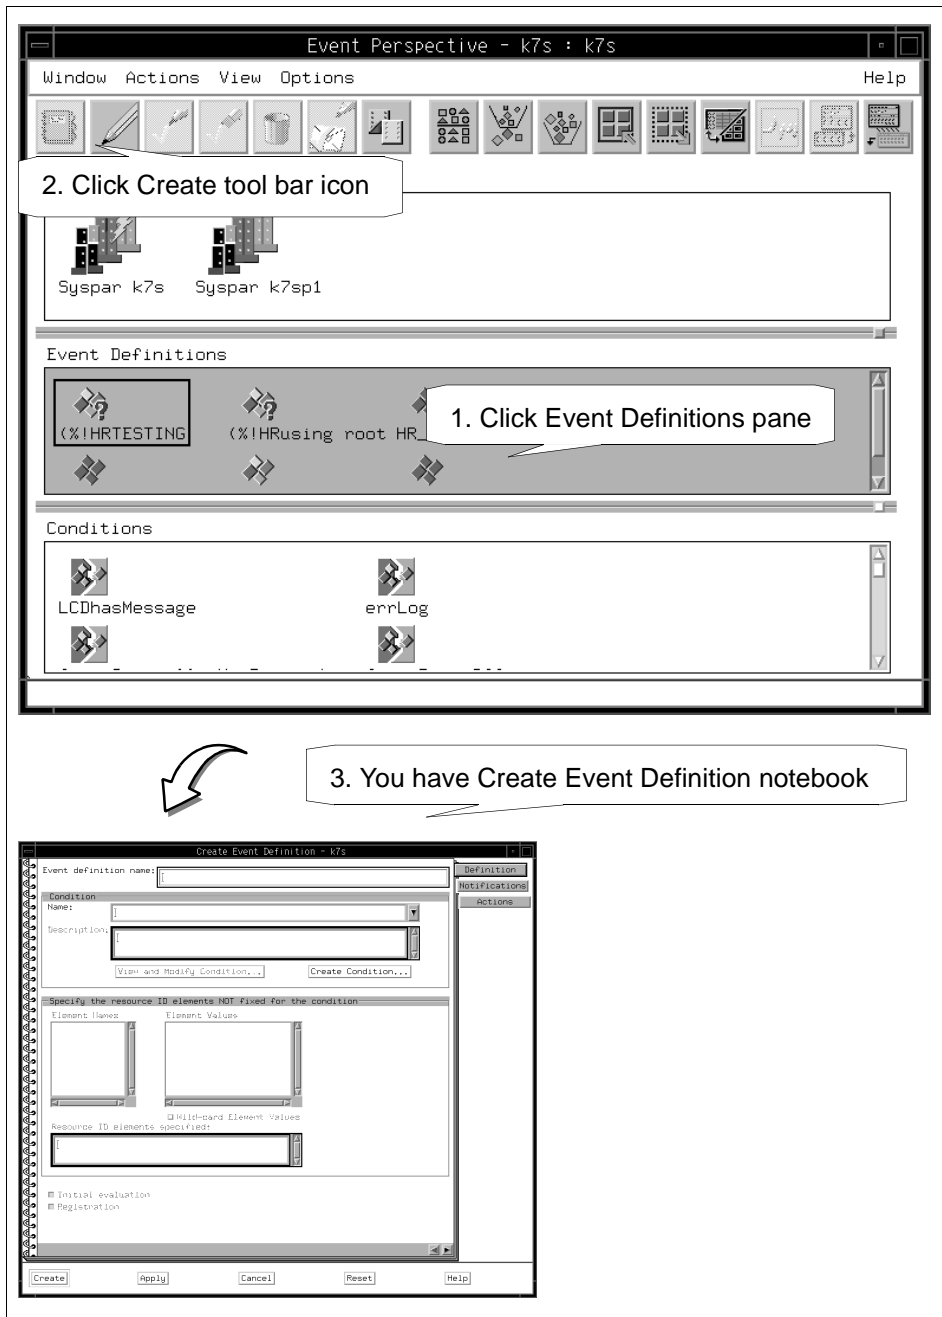 Event Perspective - k7s : k7s
Window Actions View Options Help
2. Click Create tool bar icon
Syspar k7s Syspar k7sp1
Event Definitions
(%!HRTESTING (%!HRusing root HR_
1. Click Event Definitions pane
Conditions
LCDhasMessage errLog
3. You have Create Event Definition notebook
Create Event Definition - k7s
Event definition name:
Definition
Notifications
Actions
Condition
Name:
Description:
View and Modify Condition... Create Condition...
Specify the resource ID elements NOT fixed for the condition
Element Names Element Values
Wild-card Element Values
Resource ID elements specified:
Initial evaluation
Registration
Create Apply Cancel Reset Help